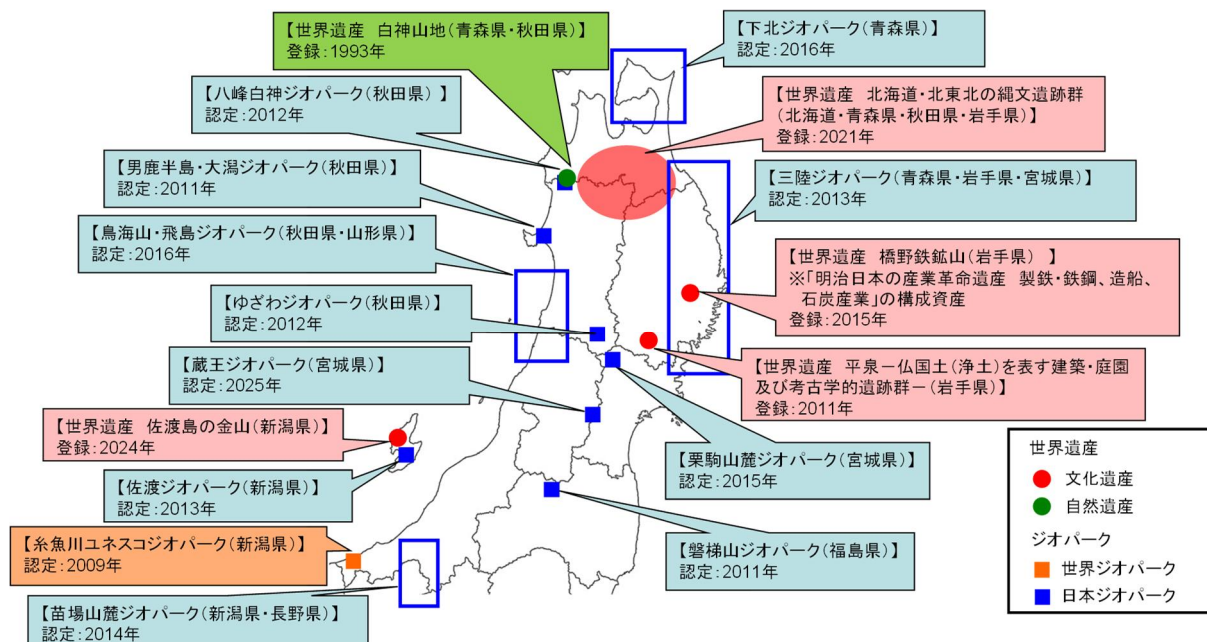 【世界遺産 白神山地（青森県・秋田県）】
登録：1993年
【下北ジオパーク（青森県）】
認定：2016年
【八峰白神ジオパーク（秋田県）】
認定：2012年
【世界遺産 北海道・北東北の縄文遺跡群
（北海道・青森県・秋田県・岩手県）】
登録：2021年
【男鹿半島・大潟ジオパーク（秋田県）】
認定：2011年
【三陸ジオパーク（青森県・岩手県・宮城県）】
認定：2013年
【鳥海山・飛島ジオパーク（秋田県・山形県）】
認定：2016年
【世界遺産 橋野鉄鉱山（岩手県） 】
※「明治日本の産業革命遺産 製鉄・鉄鋼、造船、
石炭産業」の構成資産
登録：2015年
【ゆざわジオパーク（秋田県）】
認定：2012年
【蔵王ジオパーク（宮城県）】
認定：2025年
【世界遺産 平泉－仏国土（浄土）を表す建築・庭園
及び考古学的遺跡群－（岩手県）】
登録：2011年
【世界遺産 佐渡島の金山（新潟県）】
登録：2024年
【栗駒山麓ジオパーク（宮城県）】
認定：2015年
【佐渡ジオパーク（新潟県）】
認定：2013年
【糸魚川ユネスコジオパーク（新潟県）】
認定：2009年
【磐梯山ジオパーク（福島県）】
認定：2011年
【苗場山麓ジオパーク（新潟県・長野県）】
認定：2014年
世界遺産
文化遺産
自然遺産
ジオパーク
世界ジオパーク
日本ジオパーク